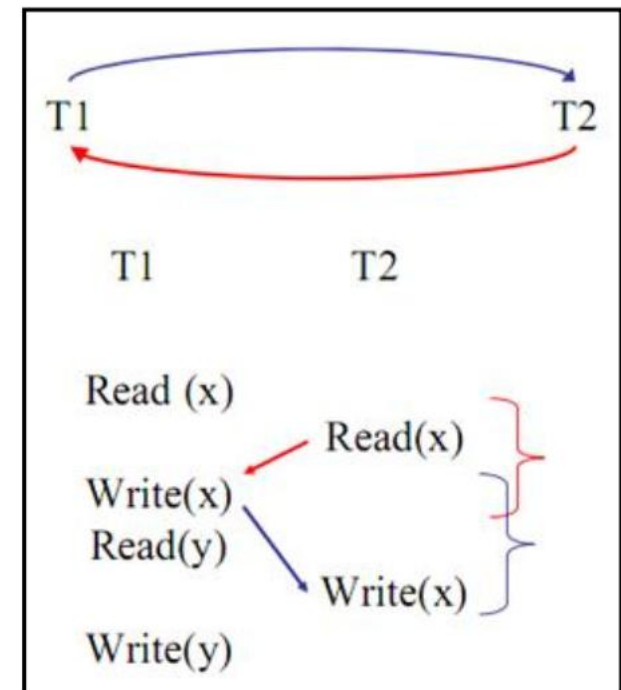 T1 T2
T1 T2
Read (x)
Read(x)
Write(x)
Read(y)
Write(x)
Write(y)